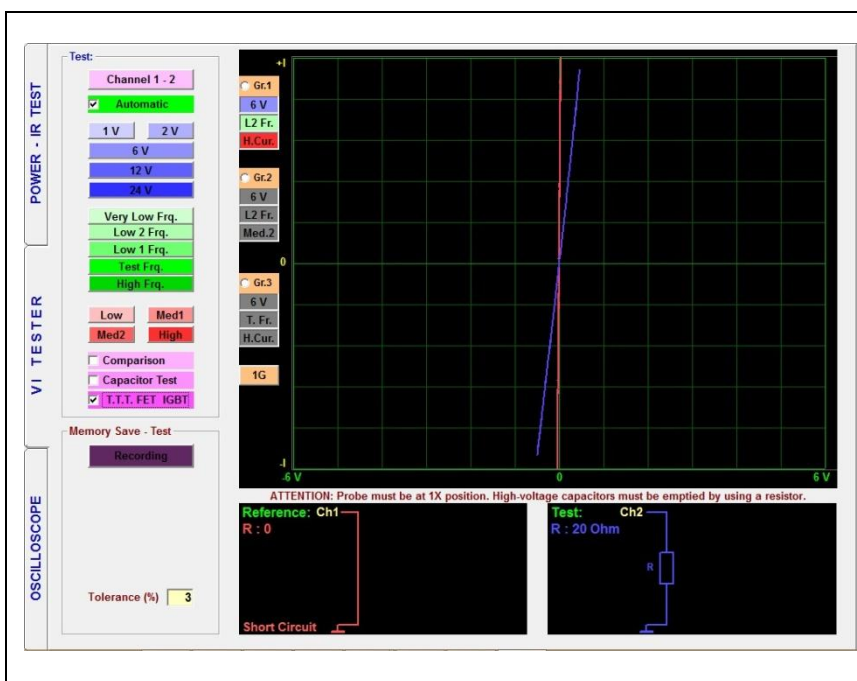 POWER - IR TEST
VI TESTER
OSCILLOSCOPE
Test:
Channel 1 - 2
Automatic
1 V 2 V
6 V
12 V
24 V
Very Low Frq.
Low 2 Frq.
Low 1 Frq.
Test Frq.
High Frq.
Low Med1
Med2 High
Comparison
Capacitor Test
T.T.T. FET IGBT
Memory Save - Test
Recording
Tolerance (%) 3
+I
Gr.1
6 V
L2 Fr.
H.Cur.
Gr.2
6 V
L2 Fr.
Med.2
0
Gr.3
6 V
T. Fr.
H.Cur.
1G
-I
-6 V 0 6 V
ATTENTION: Probe must be at 1X position. High-voltage capacitors must be emptied by using a resistor.
Reference: Ch1
R : 0
Short Circuit
Test: Ch2
R : 20 Ohm
R